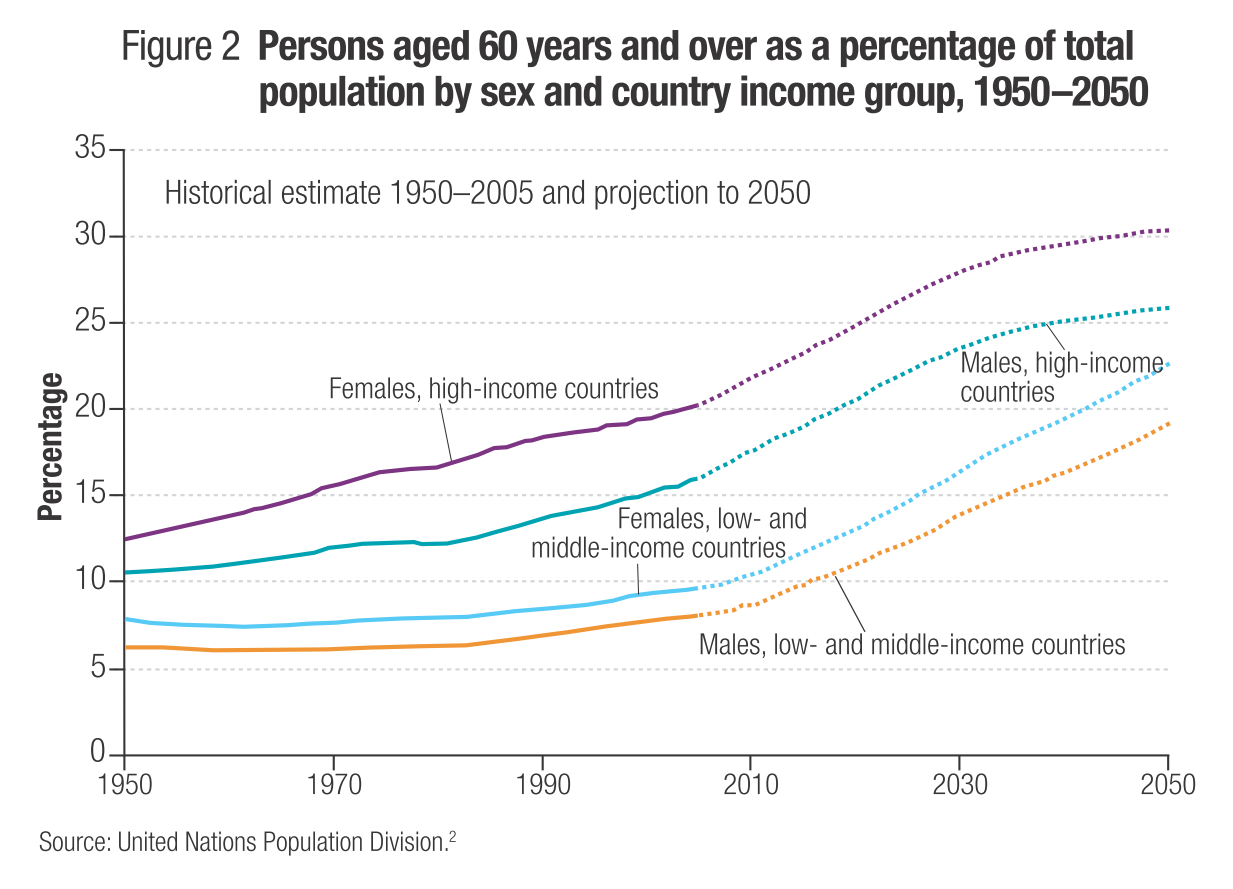 Figure 2 Persons aged 60 years and over as a percentage of total
population by sex and country income group, 1950–2050
Historical estimate 1950–2005 and projection to 2050
Percentage
35
30
25
20
15
10
5
0
Females, high-income countries
Males, high-income
countries
Females, low- and
middle-income countries
Males, low- and middle-income countries
1950 1970 1990 2010 2030 2050
Source: United Nations Population Division.²